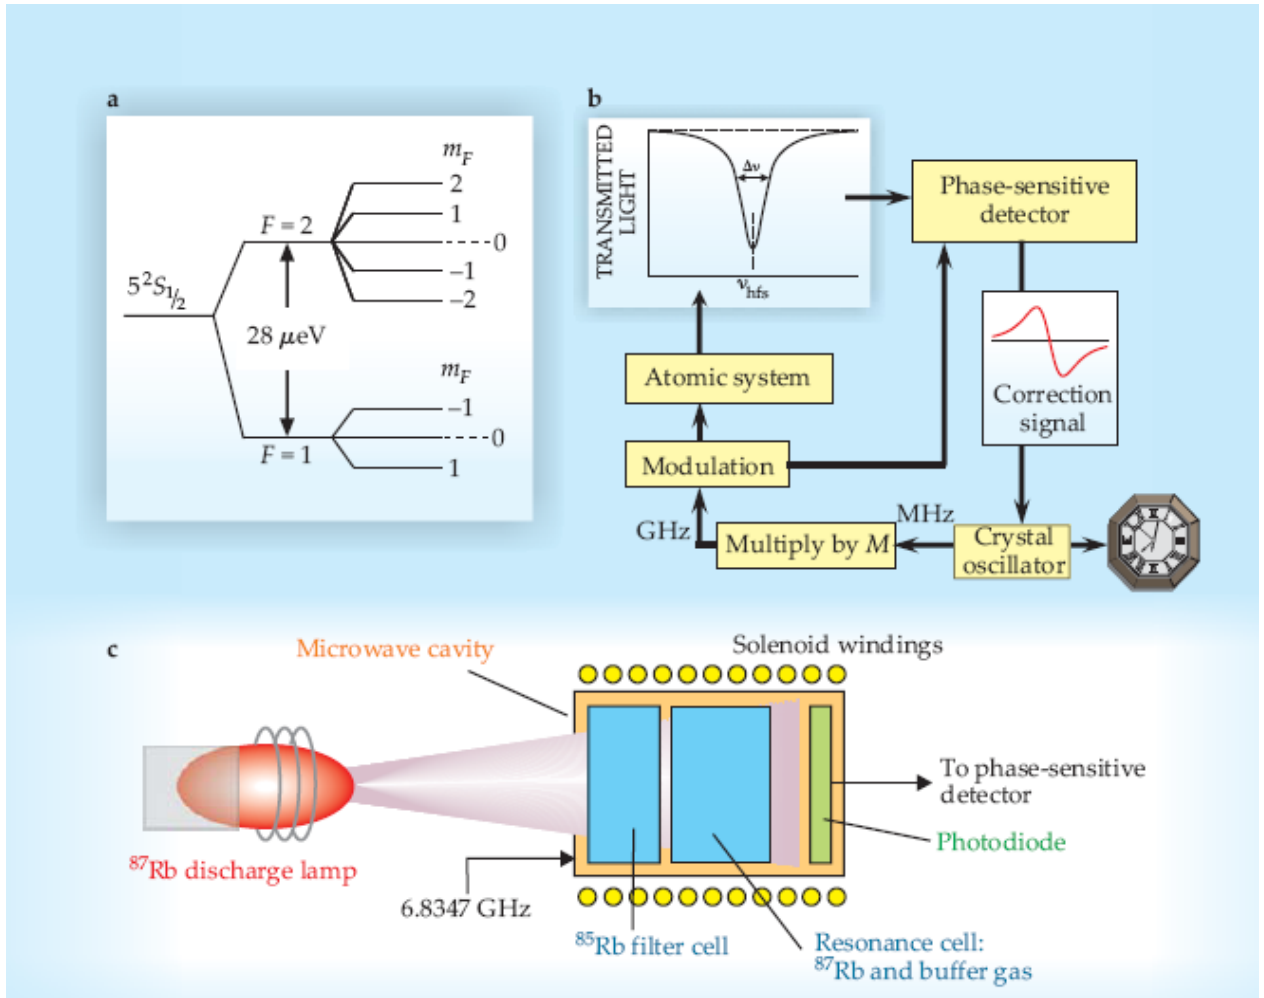 a
5²S₁/₂
F = 2
28 μeV
F = 1
m_F
2
1
0
−1
−2
m_F
−1
0
1
b
TRANSMITTED
LIGHT
Δν
ν_hfs
Phase-sensitive
detector
Correction
signal
Atomic system
Modulation
GHz
Multiply by M
MHz
Crystal
oscillator
c
Microwave cavity
Solenoid windings
⁸⁷Rb discharge lamp
6.8347 GHz
⁸⁵Rb filter cell
Resonance cell:
⁸⁷Rb and buffer gas
To phase-sensitive
detector
Photodiode